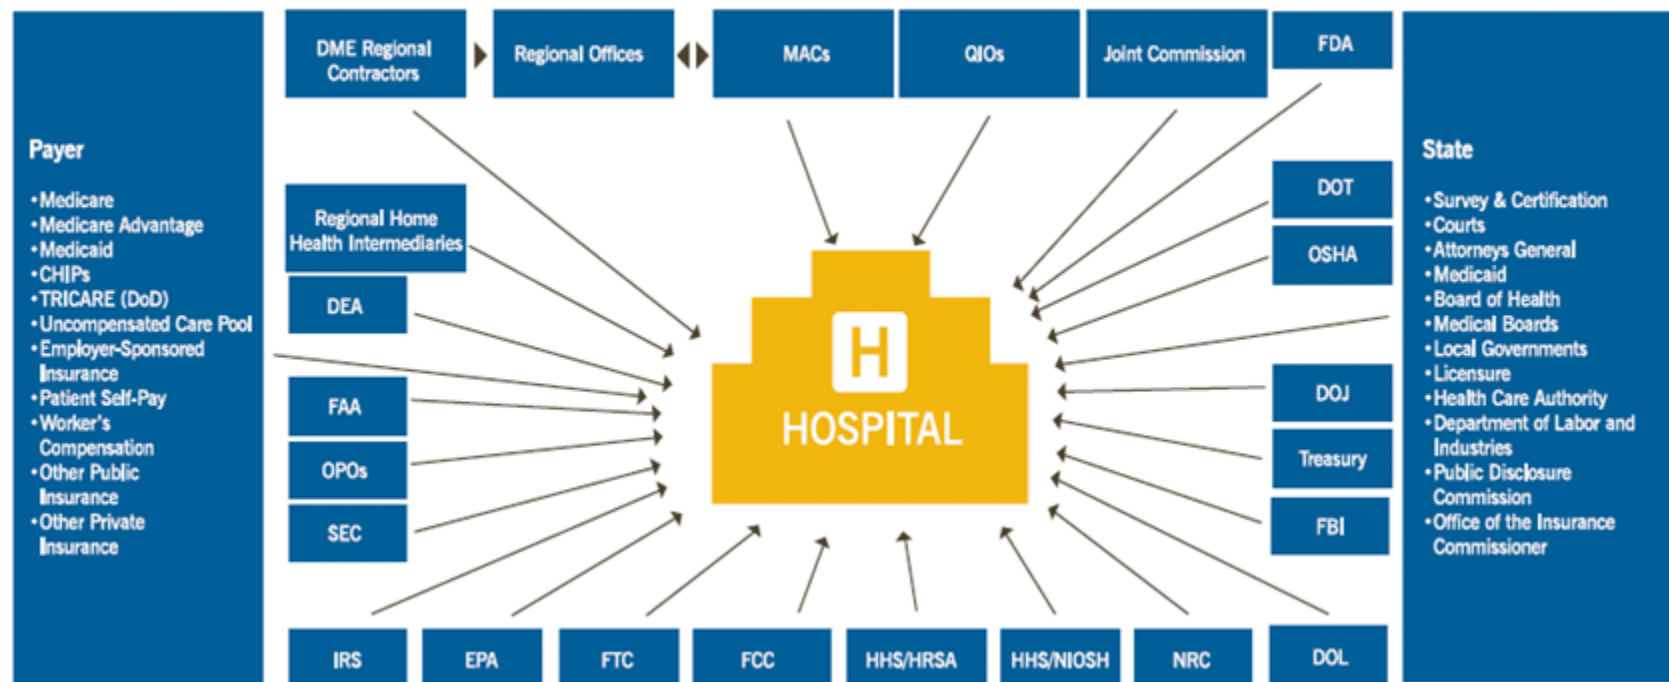 Payer
•Medicare
•Medicare Advantage
•Medicaid
•CHIPs
•TRICARE (DoD)
•Uncompensated Care Pool
•Employer-Sponsored
Insurance
•Patient Self-Pay
•Worker's
Compensation
•Other Public
Insurance
•Other Private
Insurance
DME Regional
Contractors
Regional Offices
MACs
QIOs
Joint Commission
FDA
Regional Home
Health Intermediaries
DEA
FAA
OPOs
SEC
H
HOSPITAL
DOT
OSHA
DOJ
Treasury
FBI
IRS
EPA
FTC
FCC
HHS/HRSA
HHS/NIOSH
NRC
DOL
State
•Survey & Certification
•Courts
•Attorneys General
•Medicaid
•Board of Health
•Medical Boards
•Local Governments
•Licensure
•Health Care Authority
•Department of Labor and
Industries
•Public Disclosure
Commission
•Office of the Insurance
Commissioner